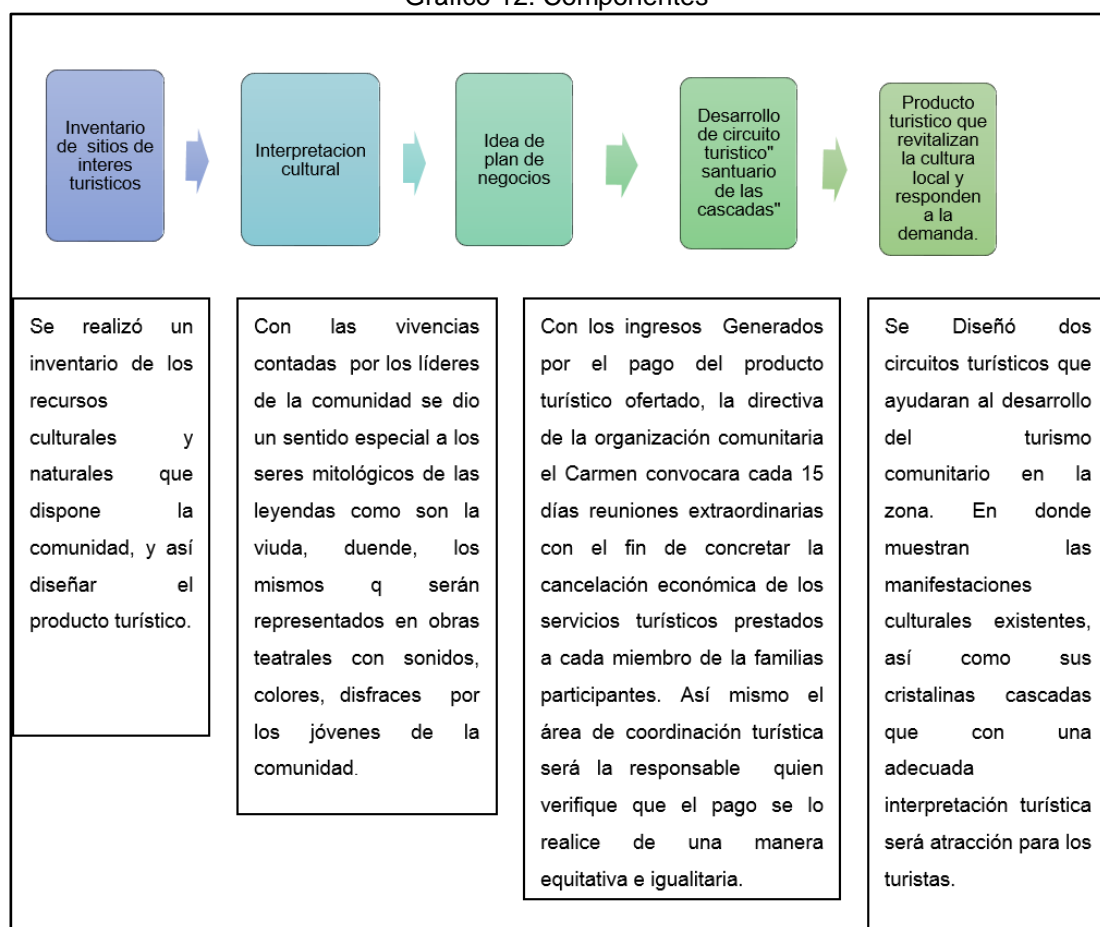 Gráfico 12. Componentes
Inventario
de sitios de
interes
turisticos
Interpretacion
cultural
Idea de
plan de
negocios
Desarrollo
de circuito
turistico"
santuario
de las
cascadas"
Producto
turistico que
revitalizan
la cultura
local y
responden
a la
demanda.
Se realizó un
inventario de los
recursos
culturales y
naturales que
dispone la
comunidad, y así
diseñar el
producto turístico.
Con las vivencias
contadas por los líderes
de la comunidad se dio
un sentido especial a los
seres mitológicos de las
leyendas como son la
viuda, duende, los
mismos q serán
representados en obras
teatrales con sonidos,
colores, disfraces por
los jóvenes de la
comunidad.
Con los ingresos Generados
por el pago del producto
turístico ofertado, la directiva
de la organización comunitaria
el Carmen convocara cada 15
días reuniones extraordinarias
con el fin de concretar la
cancelación económica de los
servicios turísticos prestados
a cada miembro de la familias
participantes. Así mismo el
área de coordinación turística
será la responsable quien
verifique que el pago se lo
realice de una manera
equitativa e igualitaria.
Se Diseñó dos
circuitos turísticos que
ayudaran al desarrollo
del turismo
comunitario en la
zona. En donde
muestran las
manifestaciones
culturales existentes,
así como sus
cristalinas cascadas
que con una
adecuada
interpretación turística
será atracción para los
turistas.